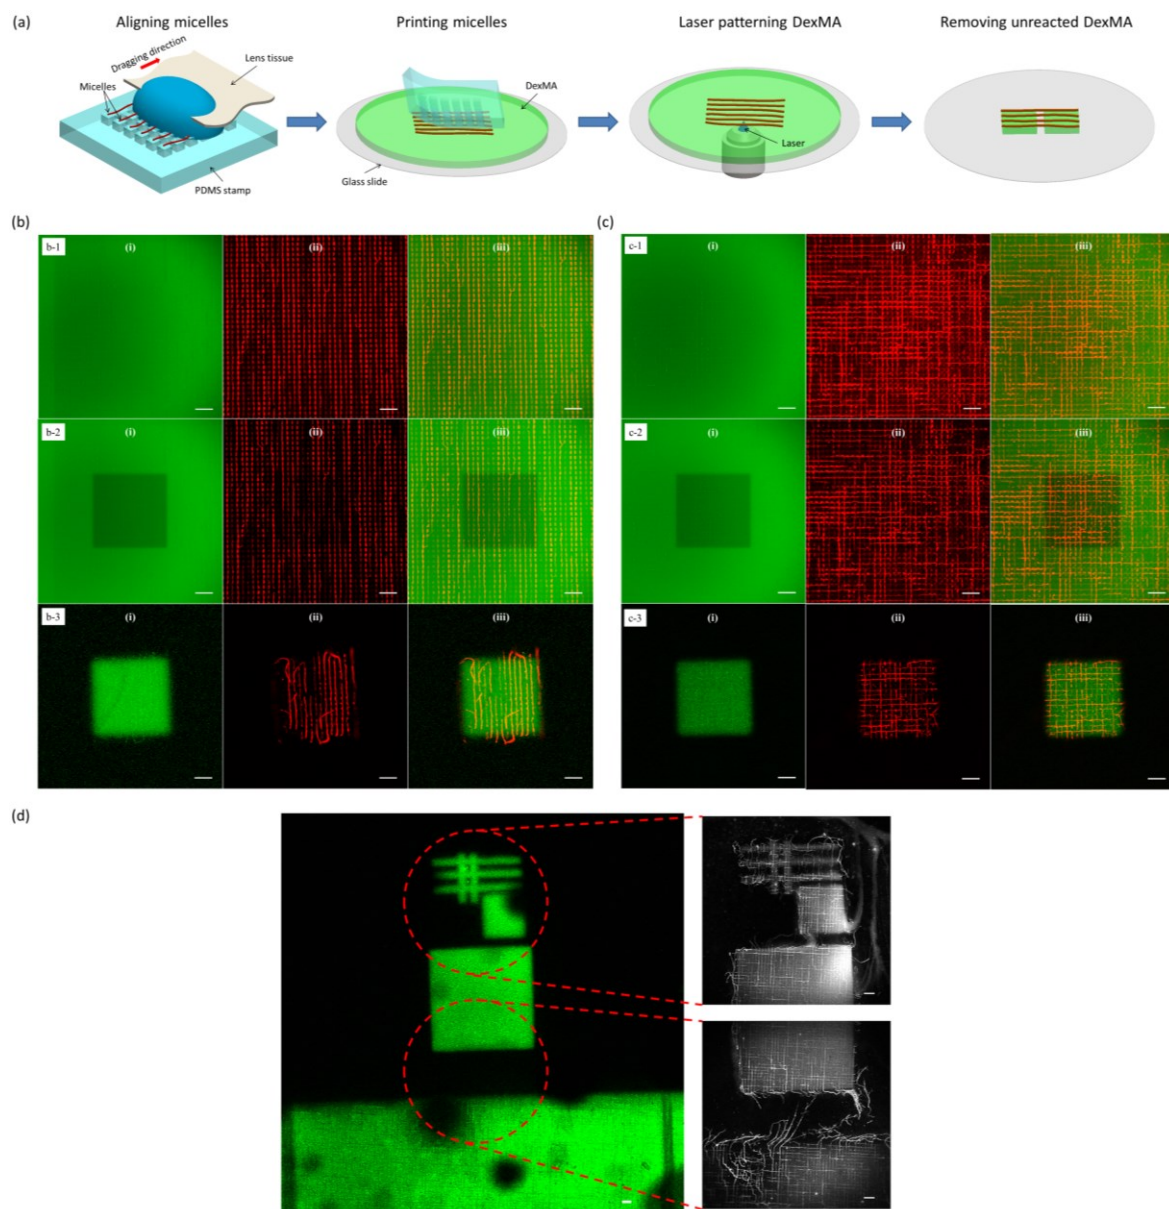 (a)
Aligning micelles
Printing micelles
Laser patterning DexMA
Removing unreacted DexMA
Dragging direction
Lens tissue
Micelles
PDMS stamp
DexMA
Glass slide
Laser
(b)
b-1 (i) (ii) (iii)
b-2 (i) (ii) (iii)
b-3 (i) (ii) (iii)
(c)
c-1 (i) (ii) (iii)
c-2 (i) (ii) (iii)
c-3 (i) (ii) (iii)
(d)